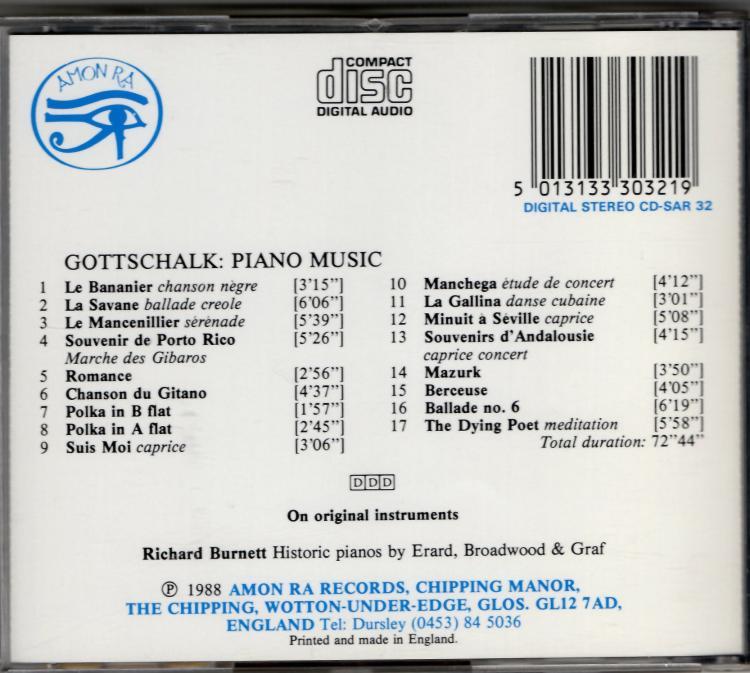 AMON RA
COMPACT
disc
DIGITAL AUDIO
5 013133 303219
DIGITAL STEREO CD-SAR 32
GOTTSCHALK: PIANO MUSIC
1 Le Bananier chanson nègre [3'15”]
2 La Savane ballade creole [6'06”]
3 Le Mancenillier sérénade [5'39”]
4 Souvenir de Porto Rico [5'26”]
Marche des Gibaros
5 Romance [2'56”]
6 Chanson du Gitano [4'37”]
7 Polka in B flat [1'57”]
8 Polka in A flat [2'45”]
9 Suis Moi caprice [3'06”]
10 Manchega étude de concert [4'12”]
11 La Gallina danse cubaine [3'01”]
12 Minuit à Séville caprice [5'08”]
13 Souvenirs d'Andalousie [4'15”]
caprice concert
14 Mazurk [3'50”]
15 Berceuse [4'05”]
16 Ballade no. 6 [6'19”]
17 The Dying Poet meditation [5'58”]
Total duration: 72”44”
DDD
On original instruments
Richard Burnett Historic pianos by Erard, Broadwood & Graf
Ⓟ 1988 AMON RA RECORDS, CHIPPING MANOR,
THE CHIPPING, WOTTON-UNDER-EDGE, GLOS. GL12 7AD,
ENGLAND Tel: Dursley (0453) 84 5036
Printed and made in England.